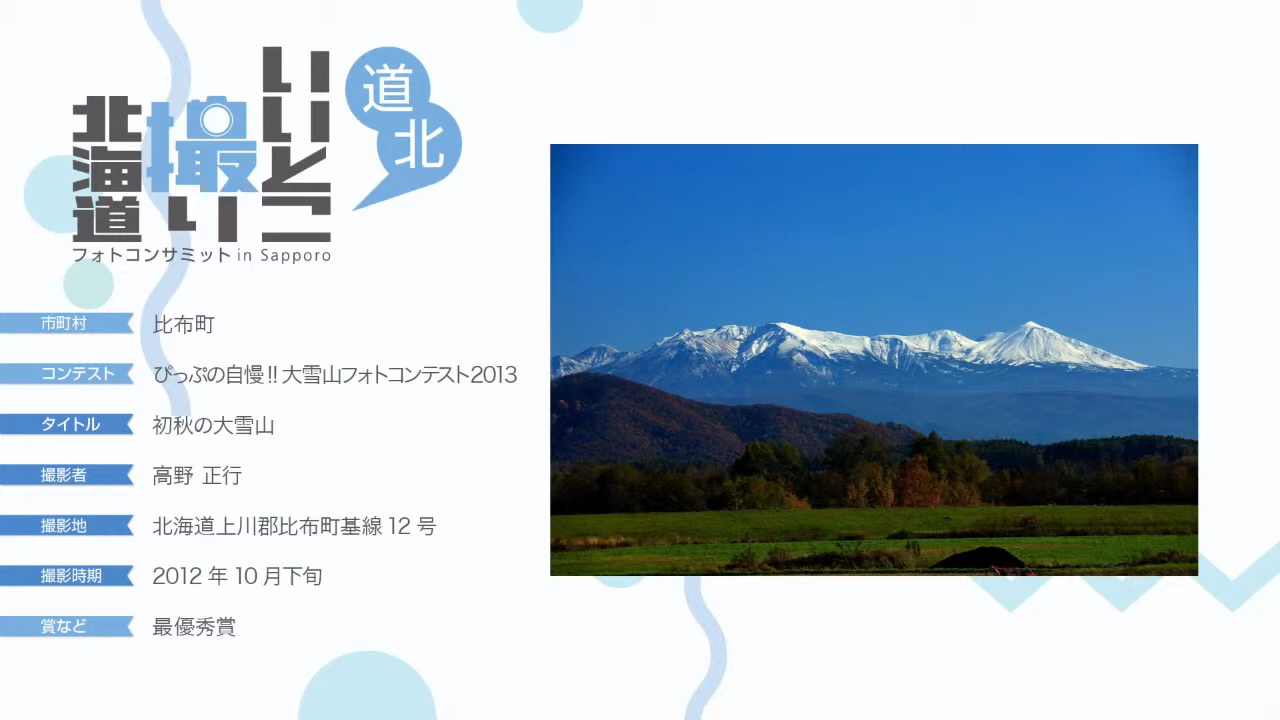 北海道
撮り
いいとこ
道北
フォトコンサミット in Sapporo
市町村 比布町
コンテスト ぴっぷの自慢!!大雪山フォトコンテスト2013
タイトル 初秋の大雪山
撮影者 高野 正行
撮影地 北海道上川郡比布町基線 12 号
撮影時期 2012 年 10 月下旬
賞など 最優秀賞